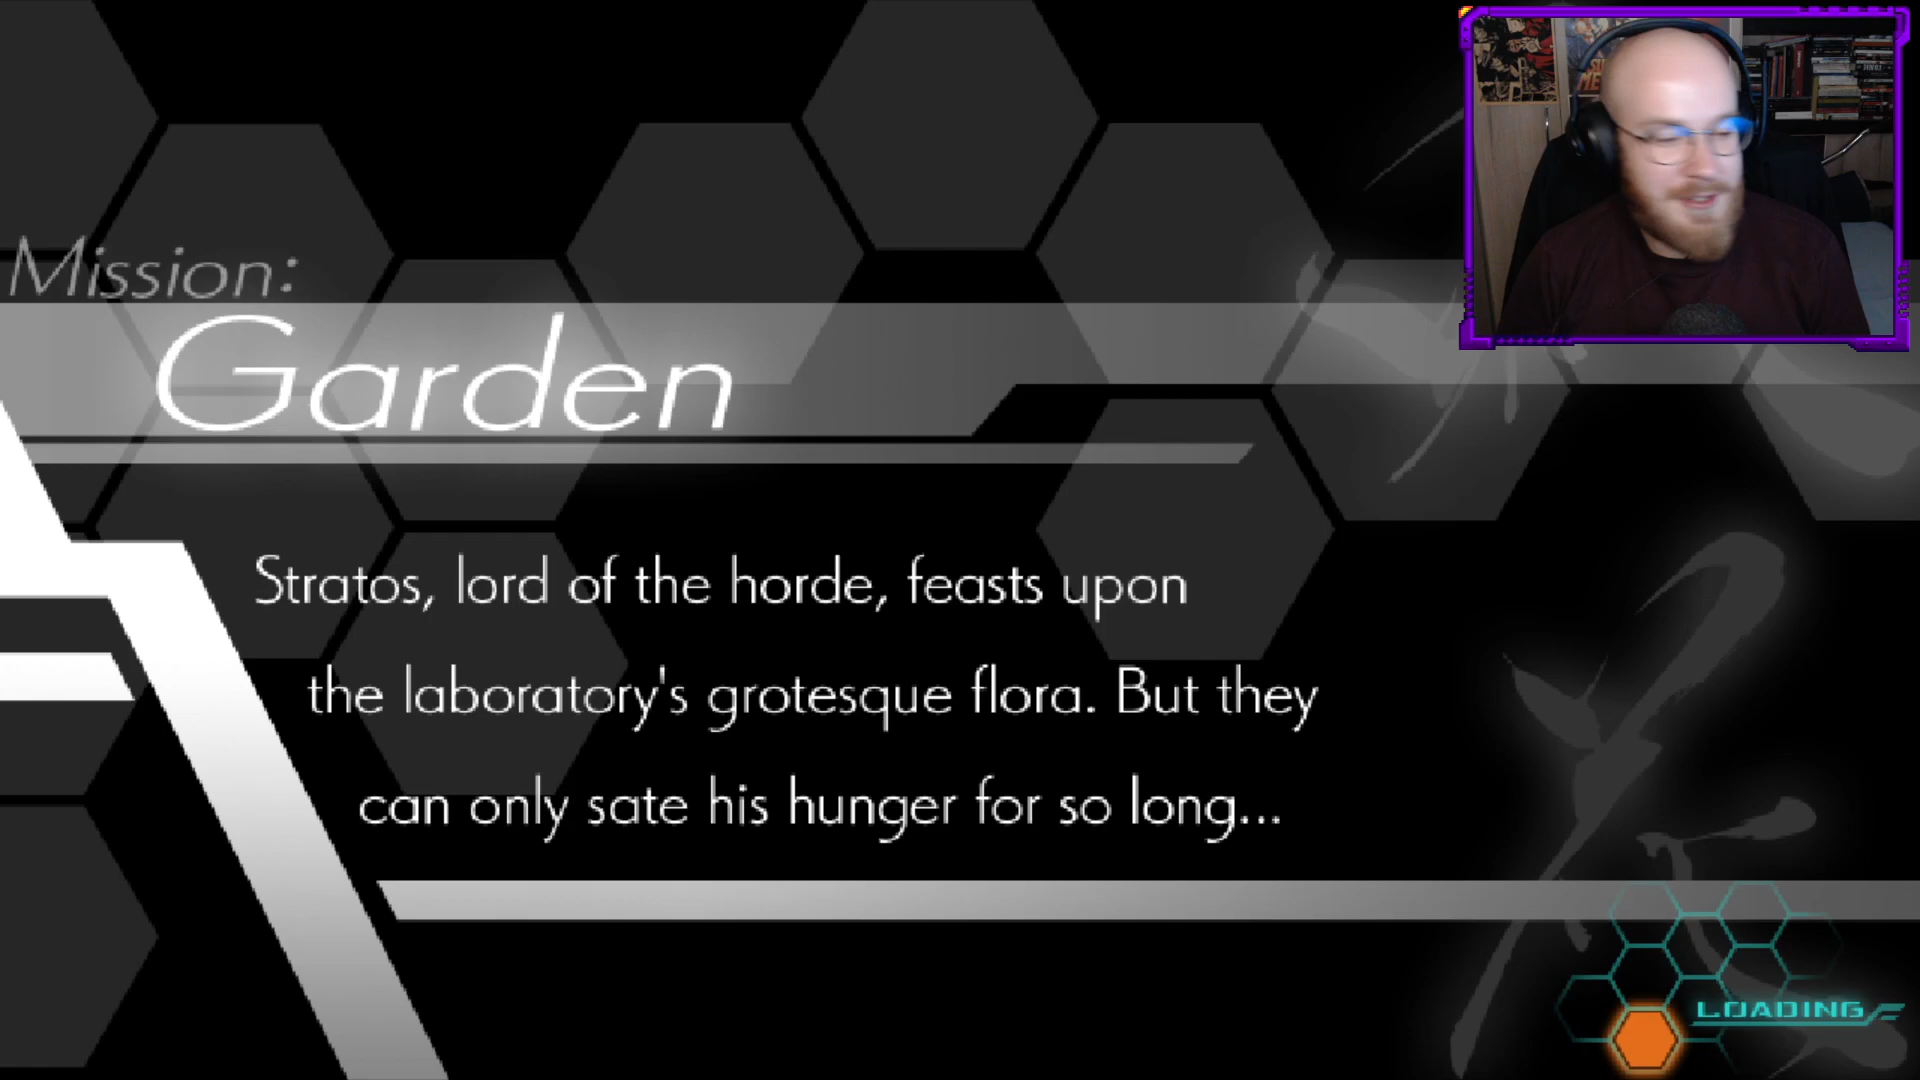 Mission:
Garden
Stratos, lord of the horde, feasts upon
the laboratory's grotesque flora. But they
can only sate his hunger for so long...
LOADING